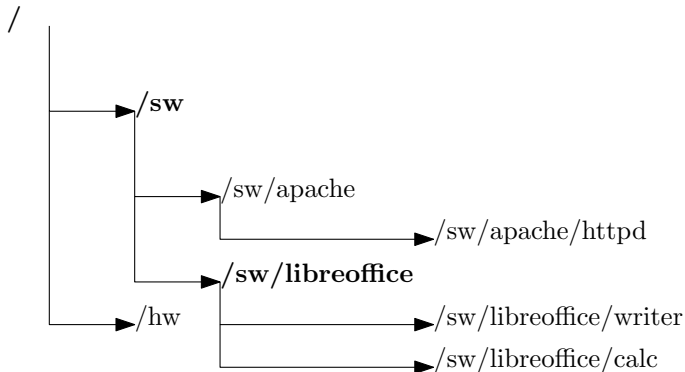 /
/sw
/sw/apache
/sw/apache/httpd
/sw/libreoffice
/hw
/sw/libreoffice/writer
/sw/libreoffice/calc